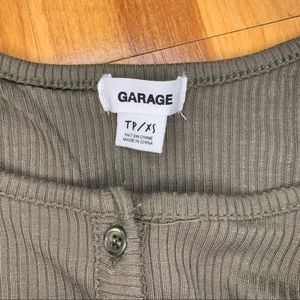 GARAGE
TP/XS
FAIT EN CHINE
MADE IN CHINA